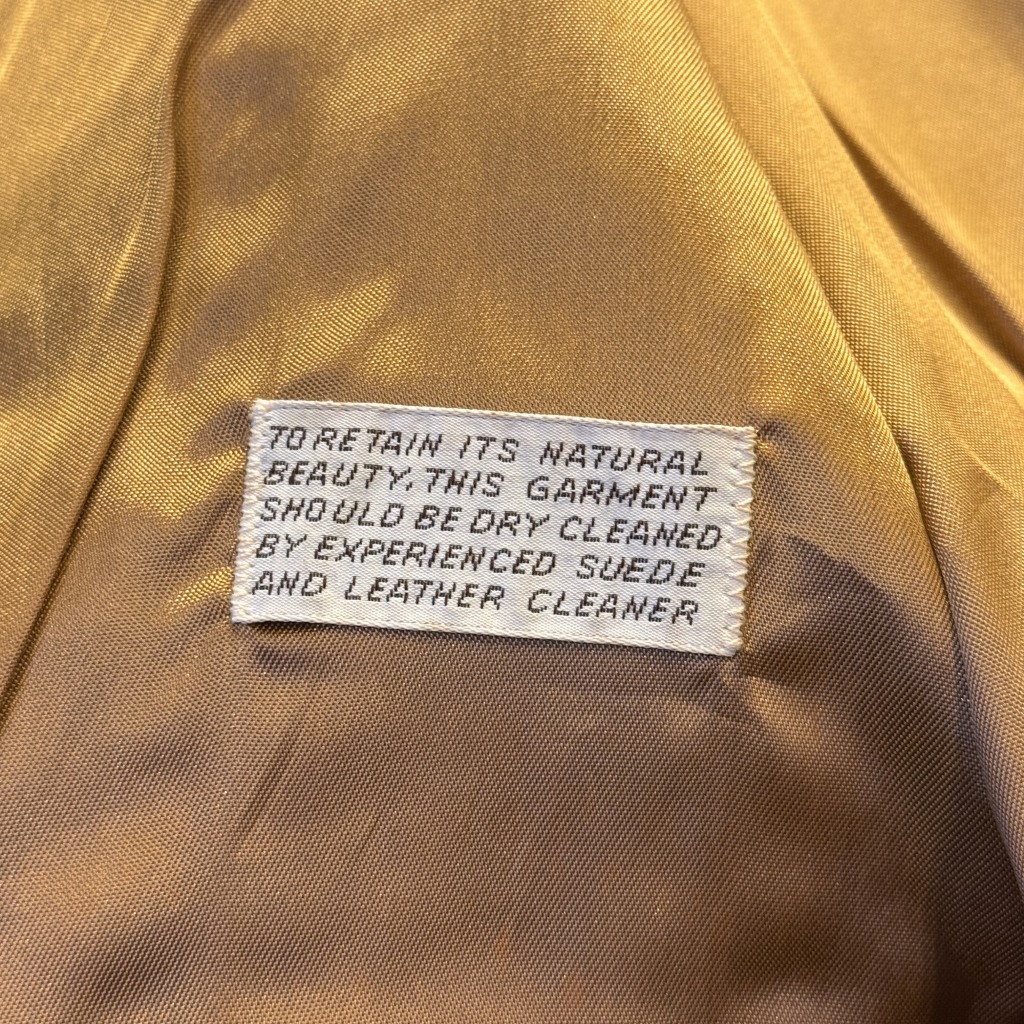 TO RETAIN ITS NATURAL
BEAUTY, THIS GARMENT
SHOULD BE DRY CLEANED
BY EXPERIENCED SUEDE
AND LEATHER CLEANER